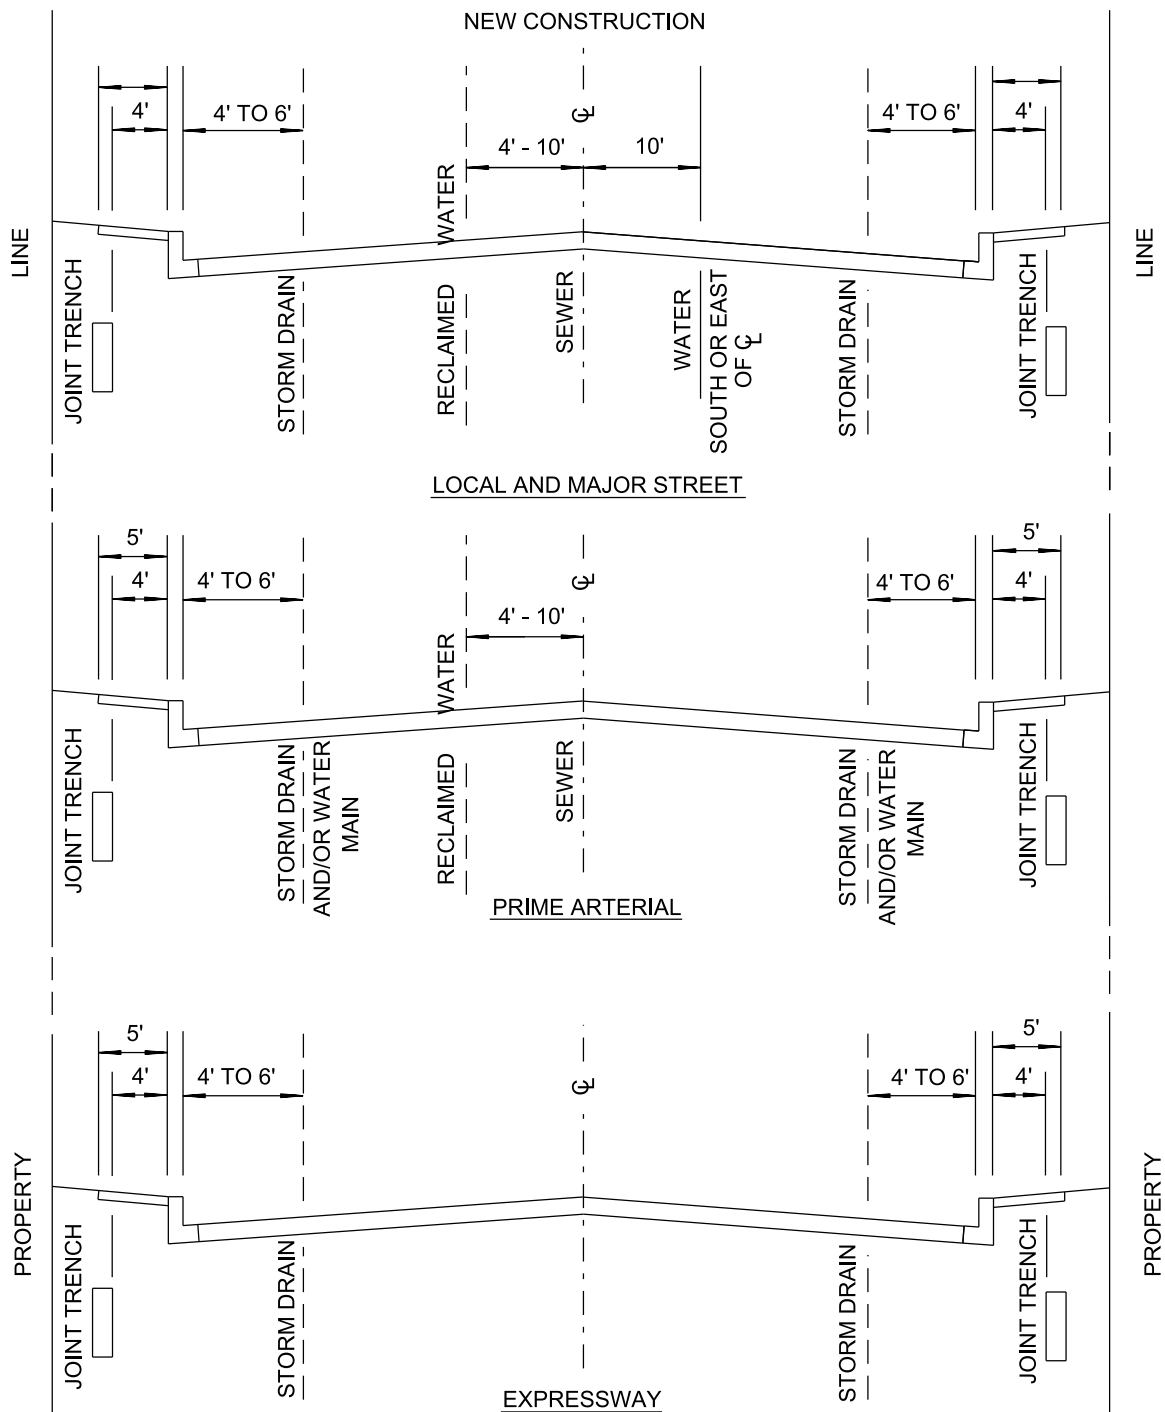 NEW CONSTRUCTION
4'
4' TO 6'
℄
4' TO 6'
4'
4' - 10'
10'
WATER
LINE
LINE
JOINT TRENCH
STORM DRAIN
RECLAIMED
SEWER
WATER
SOUTH OR EAST
OF ℄
STORM DRAIN
JOINT TRENCH
LOCAL AND MAJOR STREET
5'
5'
4'
4' TO 6'
℄
4' TO 6'
4'
4' - 10'
WATER
JOINT TRENCH
STORM DRAIN
AND/OR WATER
MAIN
RECLAIMED
SEWER
STORM DRAIN
AND/OR WATER
MAIN
JOINT TRENCH
PRIME ARTERIAL
5'
5'
4'
4' TO 6'
℄
4' TO 6'
4'
PROPERTY
PROPERTY
JOINT TRENCH
STORM DRAIN
STORM DRAIN
JOINT TRENCH
EXPRESSWAY